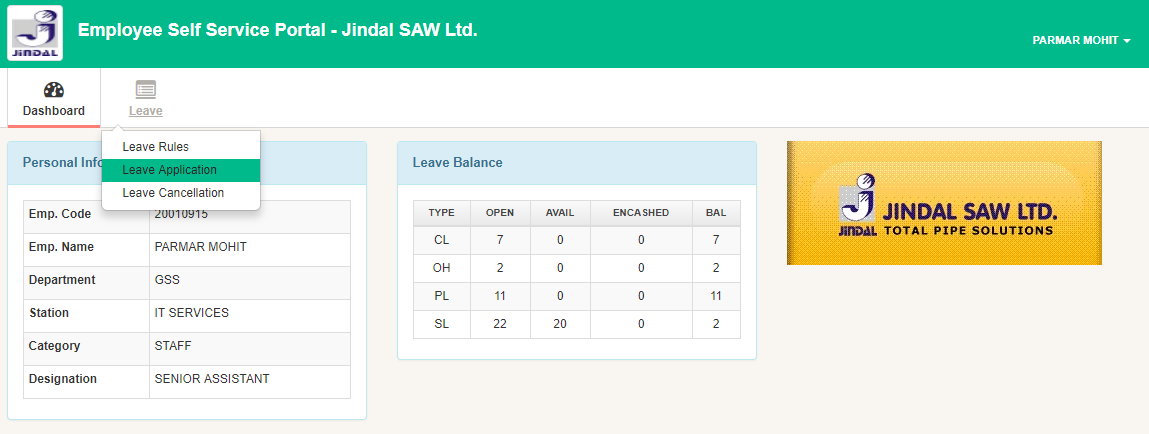 Employee Self Service Portal - Jindal SAW Ltd.
JINDAL
PARMAR MOHIT
Dashboard
Leave
Leave Rules
Leave Application
Leave Cancellation
Personal Info
Emp. Code 20010915
Emp. Name PARMAR MOHIT
Department GSS
Station IT SERVICES
Category STAFF
Designation SENIOR ASSISTANT
Leave Balance
TYPE OPEN AVAIL ENCASHED BAL
CL 7 0 0 7
OH 2 0 0 2
PL 11 0 0 11
SL 22 20 0 2
JINDAL SAW LTD.
JINDAL TOTAL PIPE SOLUTIONS